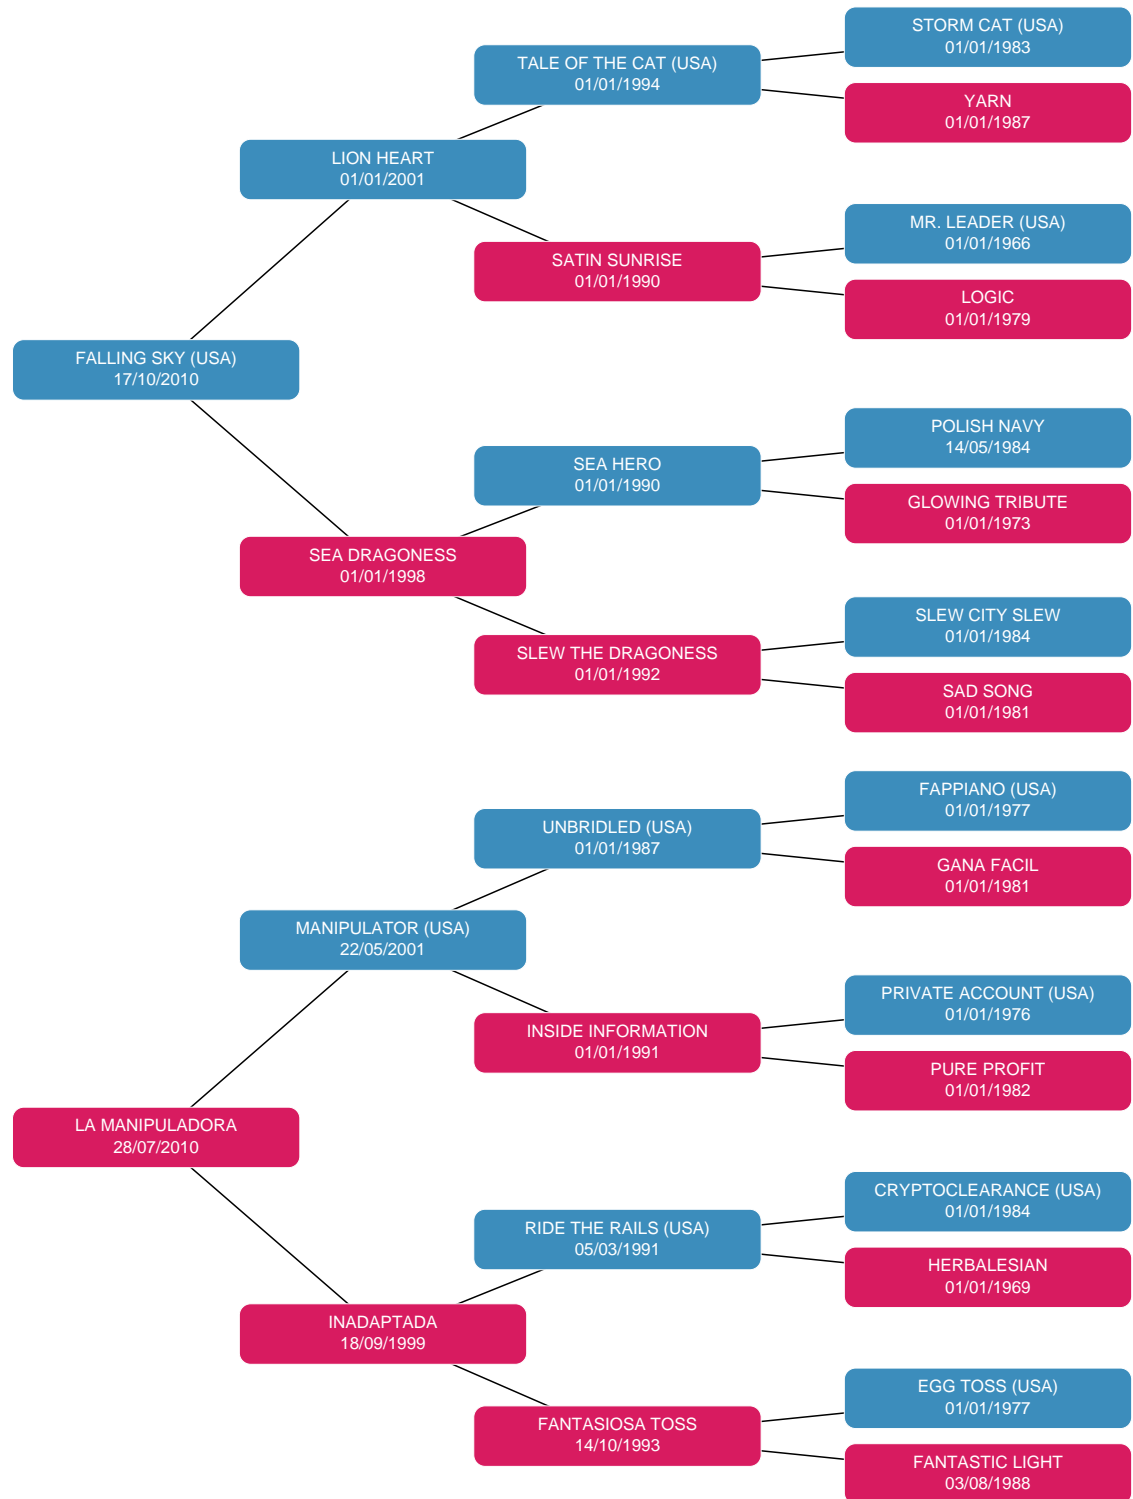 STORM CAT (USA)
01/01/1983
TALE OF THE CAT (USA)
01/01/1994
YARN
01/01/1987
LION HEART
01/01/2001
MR. LEADER (USA)
01/01/1966
SATIN SUNRISE
01/01/1990
LOGIC
01/01/1979
FALLING SKY (USA)
17/10/2010
POLISH NAVY
14/05/1984
SEA HERO
01/01/1990
GLOWING TRIBUTE
01/01/1973
SEA DRAGONESS
01/01/1998
SLEW CITY SLEW
01/01/1984
SLEW THE DRAGONESS
01/01/1992
SAD SONG
01/01/1981
FAPPIANO (USA)
01/01/1977
UNBRIDLED (USA)
01/01/1987
GANA FACIL
01/01/1981
MANIPULATOR (USA)
22/05/2001
PRIVATE ACCOUNT (USA)
01/01/1976
INSIDE INFORMATION
01/01/1991
PURE PROFIT
01/01/1982
LA MANIPULADORA
28/07/2010
CRYPTOCLEARANCE (USA)
01/01/1984
RIDE THE RAILS (USA)
05/03/1991
HERBALESIAN
01/01/1969
INADAPTADA
18/09/1999
EGG TOSS (USA)
01/01/1977
FANTASIOSA TOSS
14/10/1993
FANTASTIC LIGHT
03/08/1988